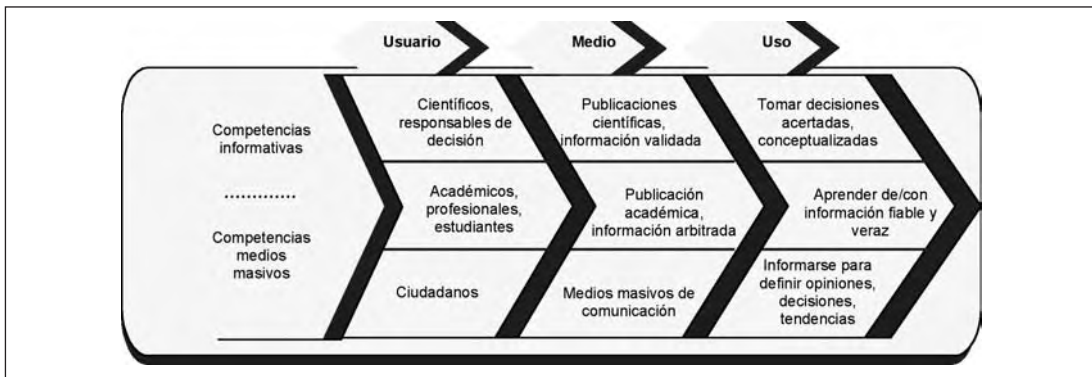 Usuario
Medio
Uso
Competencias
informativas
.............
Competencias
medios
masivos
Científicos,
responsables de
decisión
Publicaciones
científicas,
información validada
Tomar decisiones
acertadas,
conceptualizadas
Académicos,
profesionales,
estudiantes
Publicación
académica,
información arbitrada
Aprender de/con
información fiable y
veraz
Ciudadanos
Medios masivos de
comunicación
Informarse para
definir opiniones,
decisiones,
tendencias